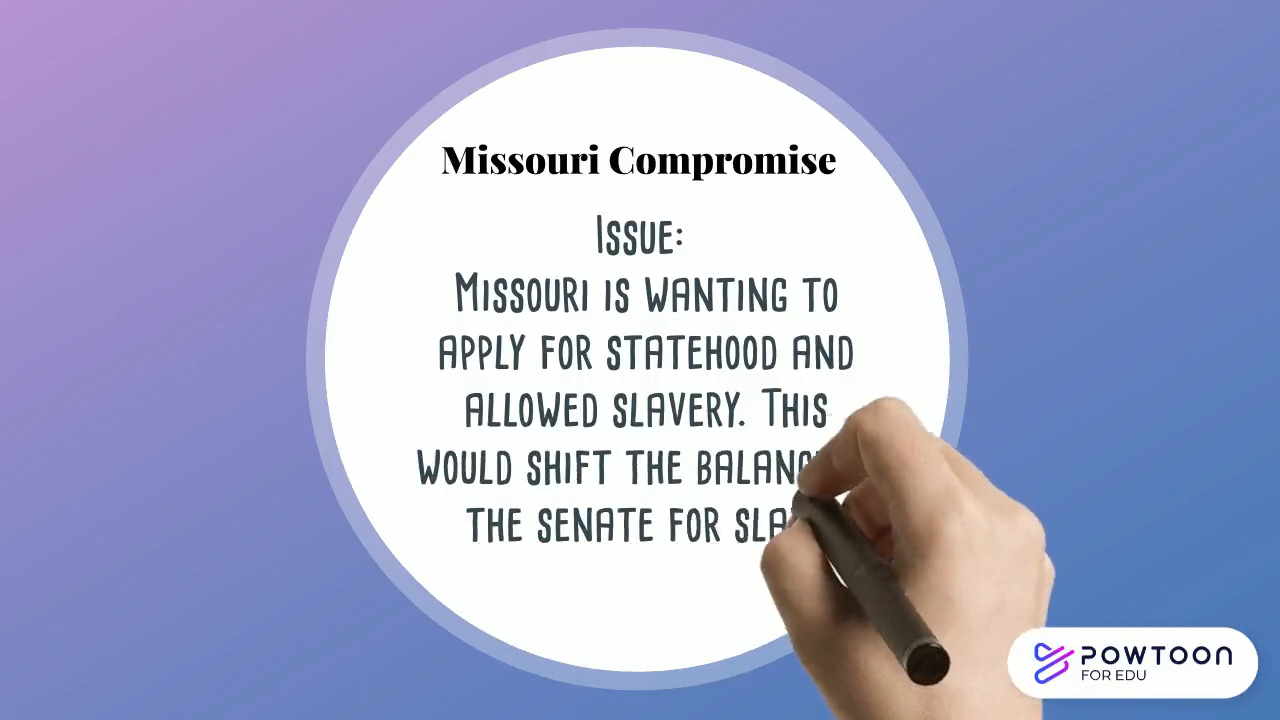 Missouri Compromise
Issue:
Missouri is wanting to
apply for statehood and
allowed slavery. This
would shift the
the senate for
POWTOON
FOR EDU